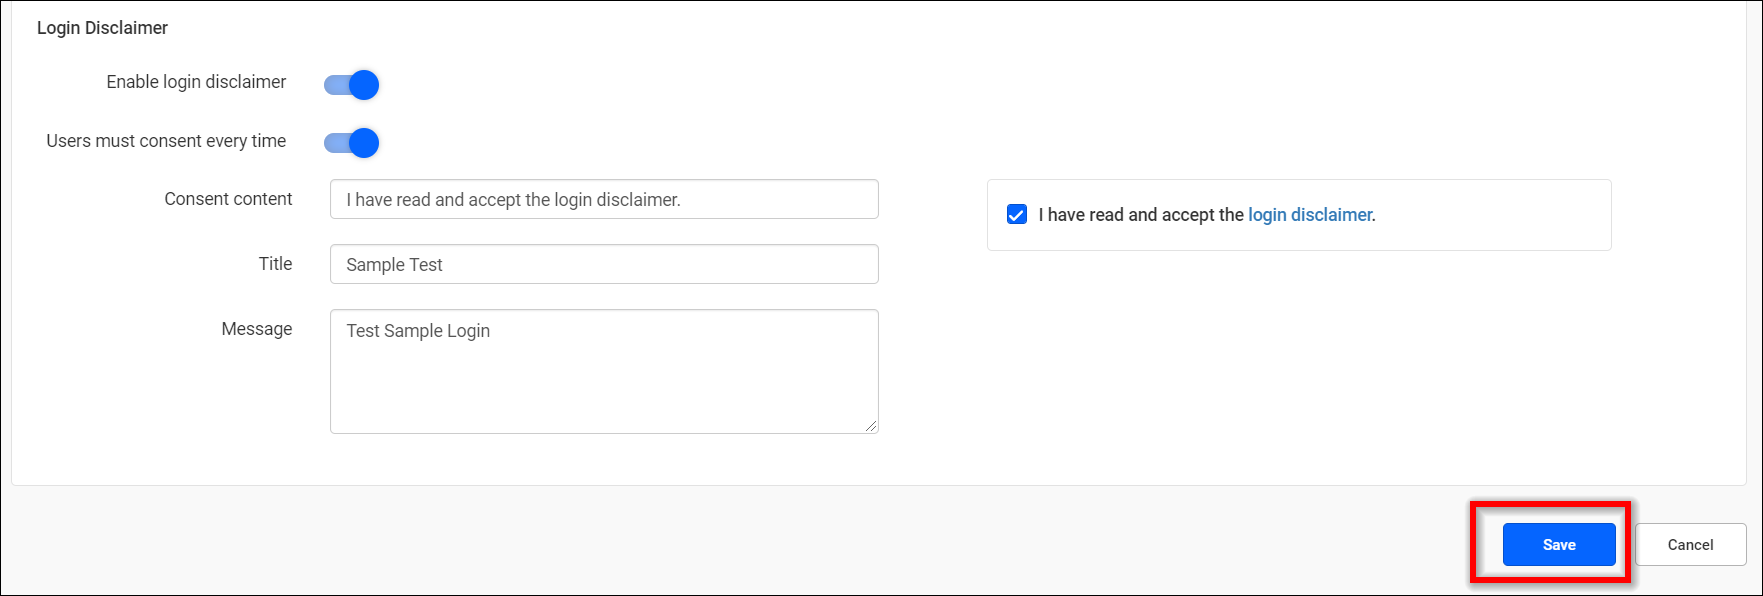 Login Disclaimer
Enable login disclaimer
Users must consent every time
Consent content
I have read and accept the login disclaimer.
I have read and accept the login disclaimer.
Title
Sample Test
Message
Test Sample Login
Save
Cancel